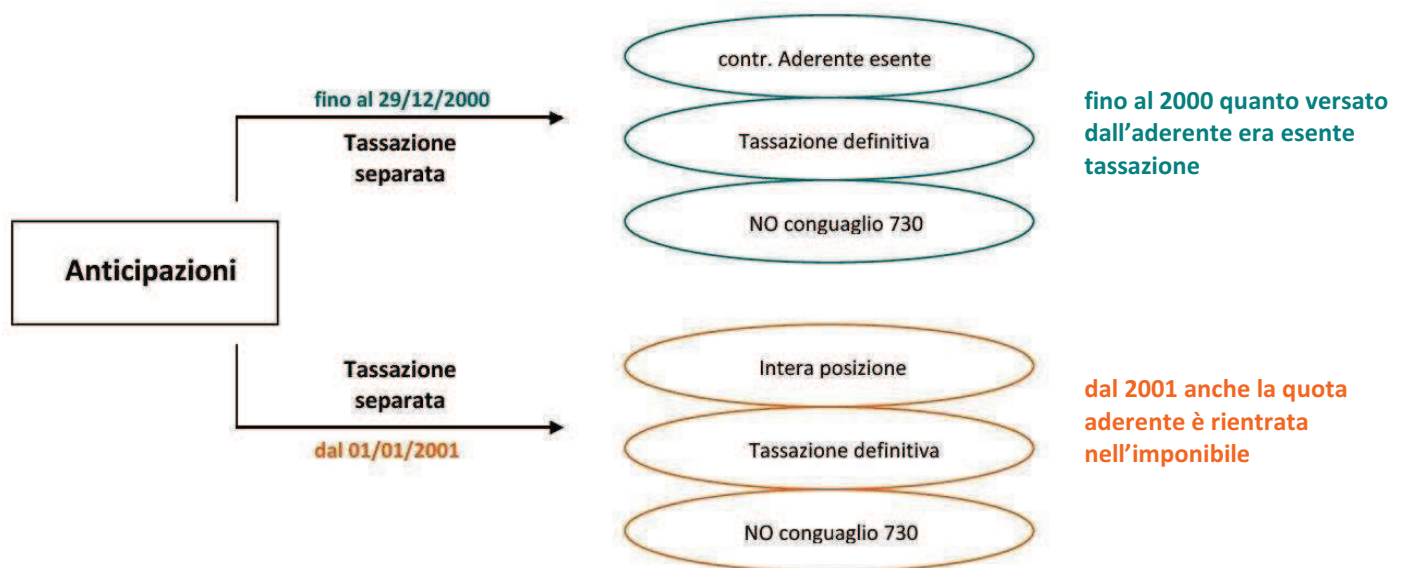 contr. Aderente esente
fino al 29/12/2000
Tassazione
separata
Tassazione definitiva
NO conguaglio 730
fino al 2000 quanto versato
dall’aderente era esente
tassazione
Anticipazioni
Tassazione
separata
dal 01/01/2001
Intera posizione
Tassazione definitiva
NO conguaglio 730
dal 2001 anche la quota
aderente è rientrata
nell’imponibile